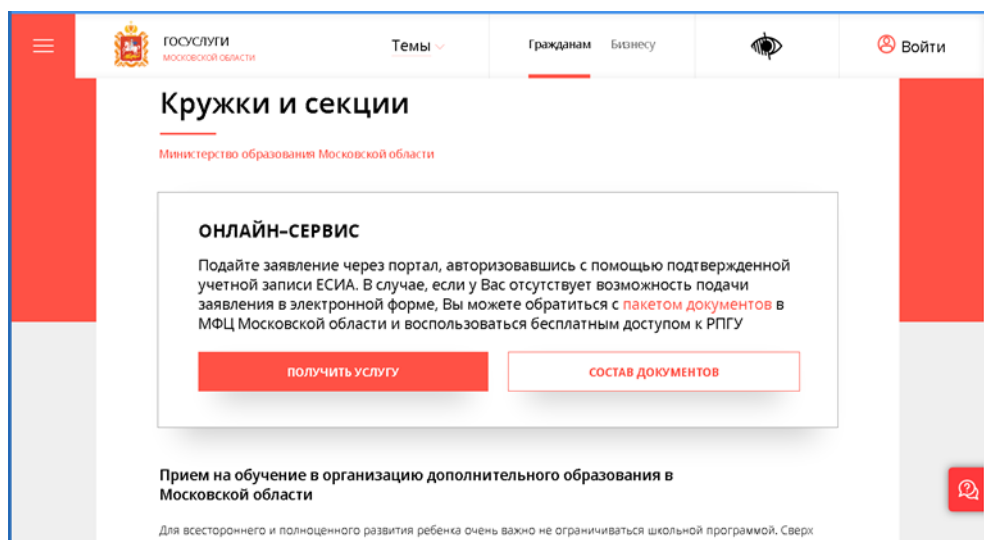 ГОСУСЛУГИ
МОСКОВСКОЙ ОБЛАСТИ
Темы
Гражданам
Бизнесу
Войти
Кружки и секции
Министерство образования Московской области
ОНЛАЙН-СЕРВИС
Подайте заявление через портал, авторизовавшись с помощью подтвержденной
учетной записи ЕСИА. В случае, если у Вас отсутствует возможность подачи
заявления в электронной форме, Вы можете обратиться с пакетом документов в
МФЦ Московской области и воспользоваться бесплатным доступом к РПГУ
ПОЛУЧИТЬ УСЛУГУ
СОСТАВ ДОКУМЕНТОВ
Прием на обучение в организацию дополнительного образования в
Московской области
Для всестороннего и полноценного развития ребенка очень важно не ограничиваться школьной программой. Сверх